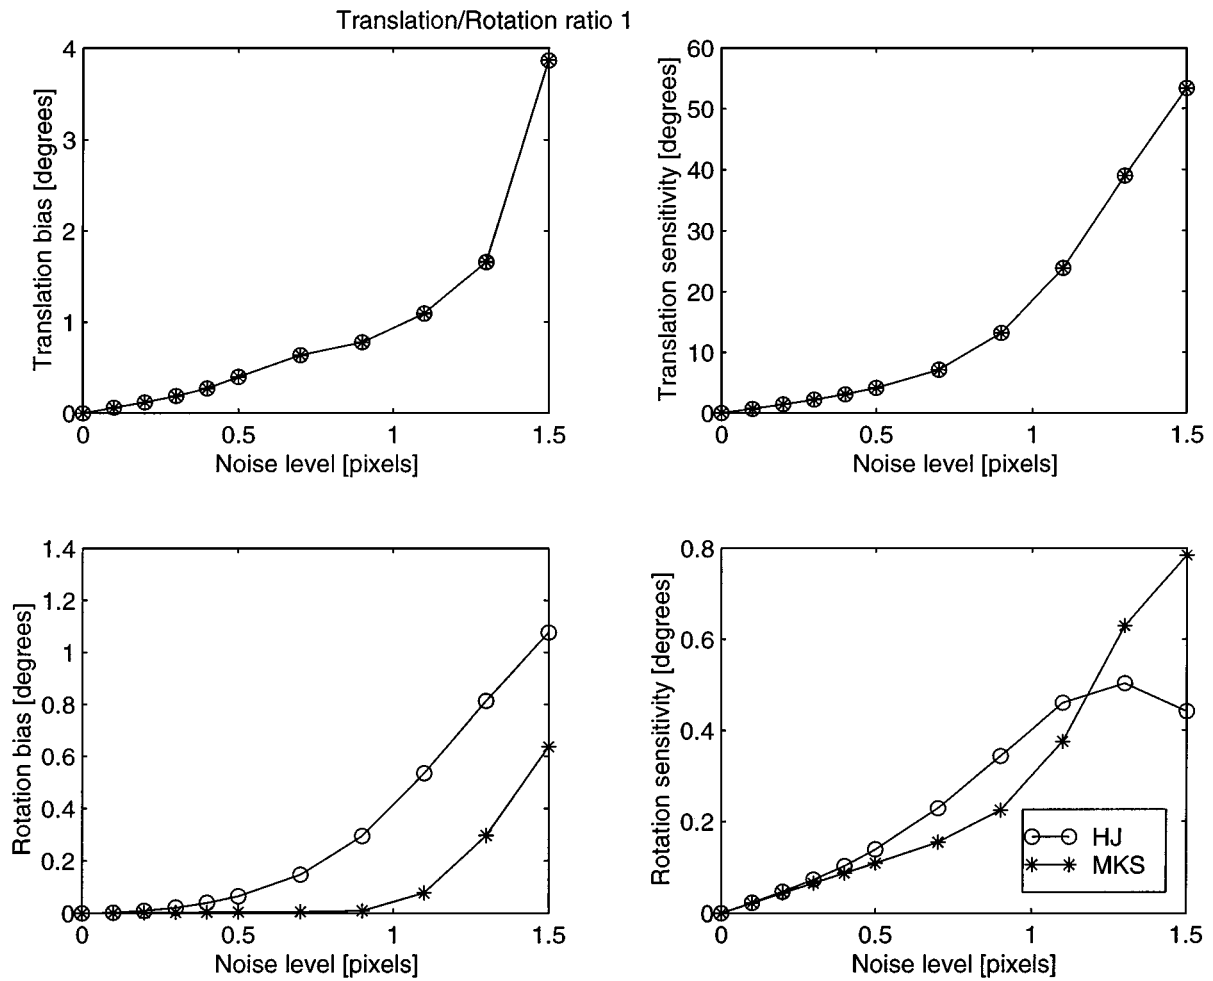 Translation/Rotation ratio 1
4
3
2
1
0
Translation bias [degrees]
0 0.5 1 1.5
Noise level [pixels]
60
50
40
30
20
10
0
Translation sensitivity [degrees]
0 0.5 1 1.5
Noise level [pixels]
1.4
1.2
1
0.8
0.6
0.4
0.2
0
Rotation bias [degrees]
0 0.5 1 1.5
Noise level [pixels]
0.8
0.6
0.4
0.2
0
Rotation sensitivity [degrees]
HJ
MKS
0 0.5 1 1.5
Noise level [pixels]